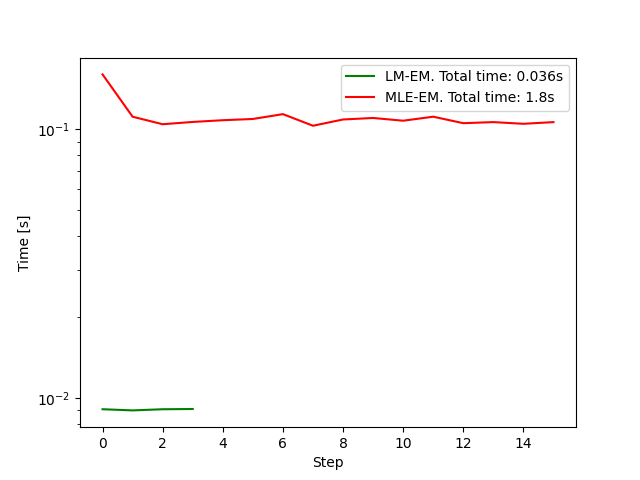 LM-EM. Total time: 0.036s
MLE-EM. Total time: 1.8s
10⁻¹
Time [s]
10⁻²
0 2 4 6 8 10 12 14
Step